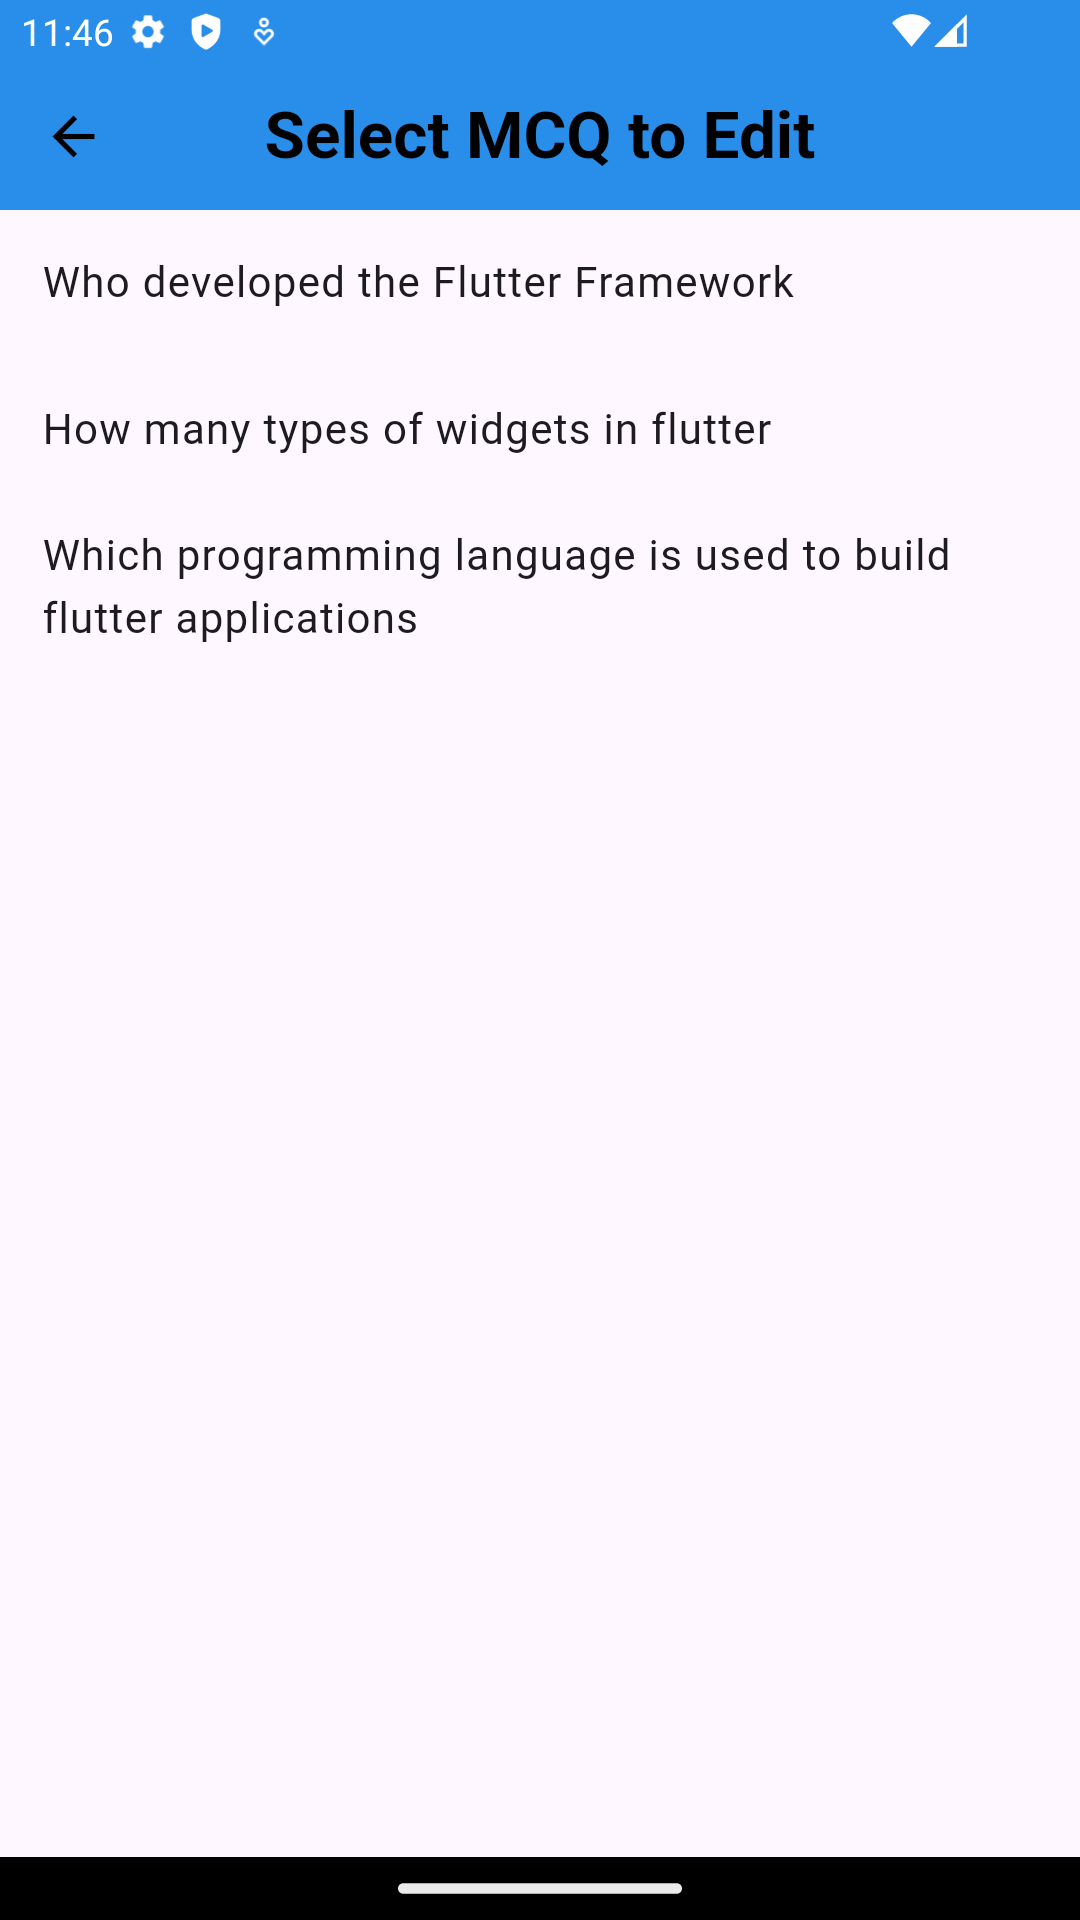 11:46
Select MCQ to Edit
Who developed the Flutter Framework
How many types of widgets in flutter
Which programming language is used to build
flutter applications